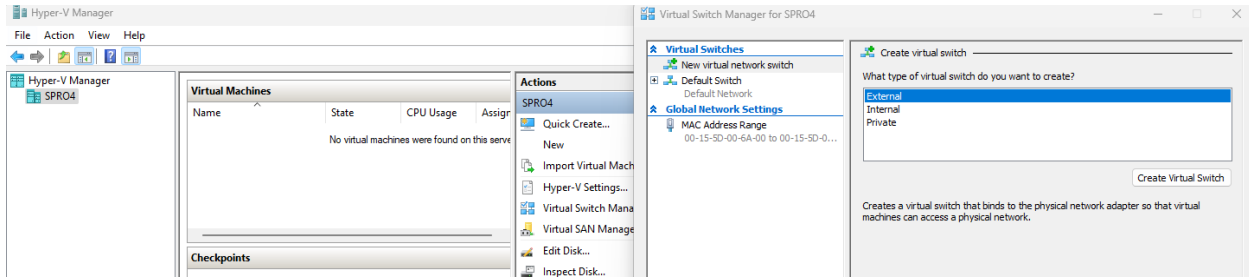 Hyper-V Manager
File Action View Help
Hyper-V Manager
SPRO4
Virtual Machines
Name State CPU Usage Assigr
No virtual machines were found on this serve
Checkpoints
Actions
SPRO4
Quick Create...
New
Import Virtual Mach
Hyper-V Settings...
Virtual Switch Mana
Virtual SAN Manage
Edit Disk...
Inspect Disk...
Virtual Switch Manager for SPRO4
Virtual Switches
New virtual network switch
Default Switch
Default Network
Global Network Settings
MAC Address Range
00-15-5D-00-6A-00 to 00-15-5D-0...
Create virtual switch
What type of virtual switch do you want to create?
External
Internal
Private
Create Virtual Switch
Creates a virtual switch that binds to the physical network adapter so that virtual
machines can access a physical network.